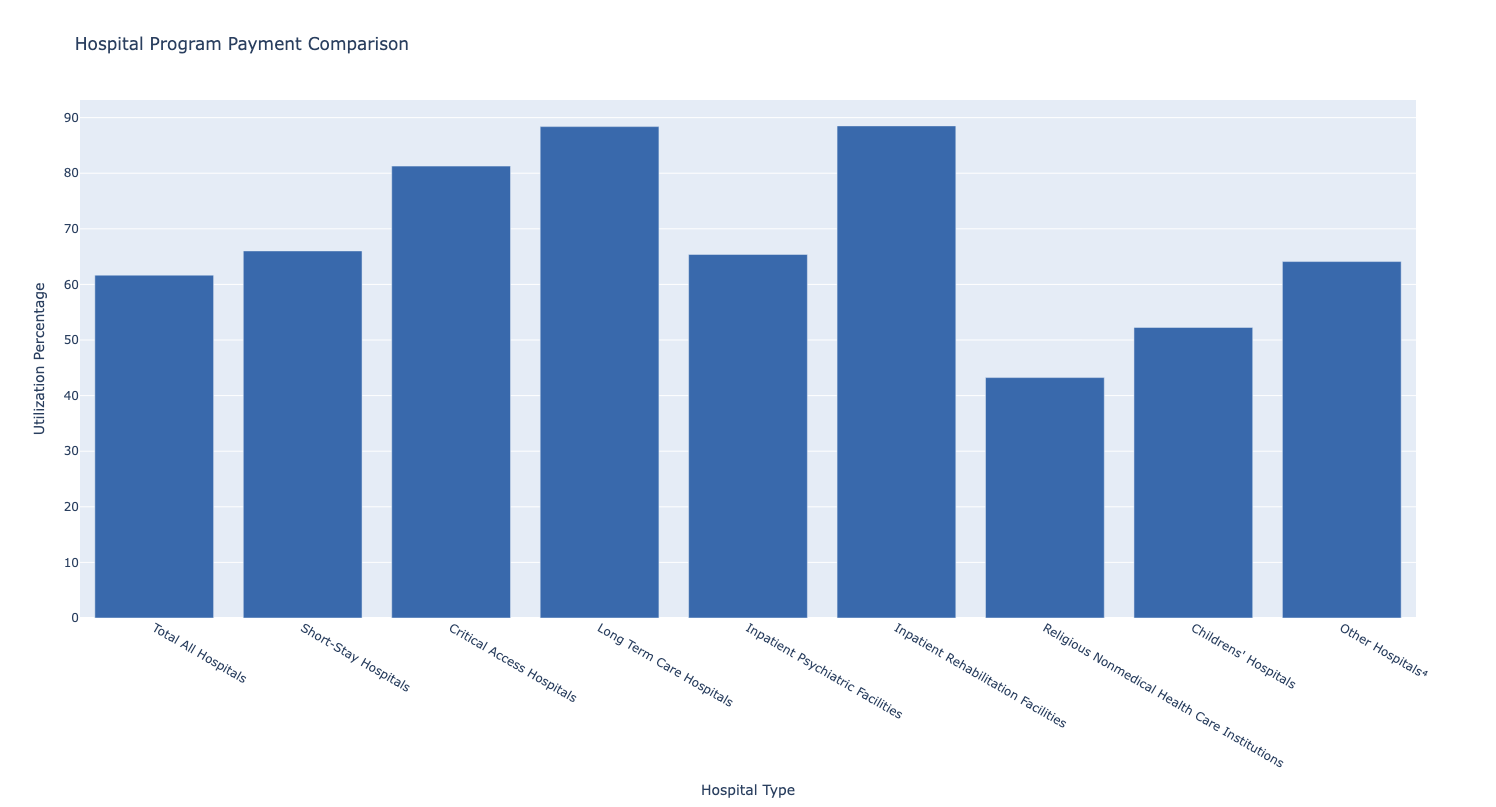 Hospital Program Payment Comparison
Utilization Percentage
90
80
70
60
50
40
30
20
10
0
Total All Hospitals
Short-Stay Hospitals
Critical Access Hospitals
Long Term Care Hospitals
Inpatient Psychiatric Facilities
Inpatient Rehabilitation Facilities
Religious Nonmedical Health Care Institutions
Childrens' Hospitals
Other Hospitals⁴
Hospital Type